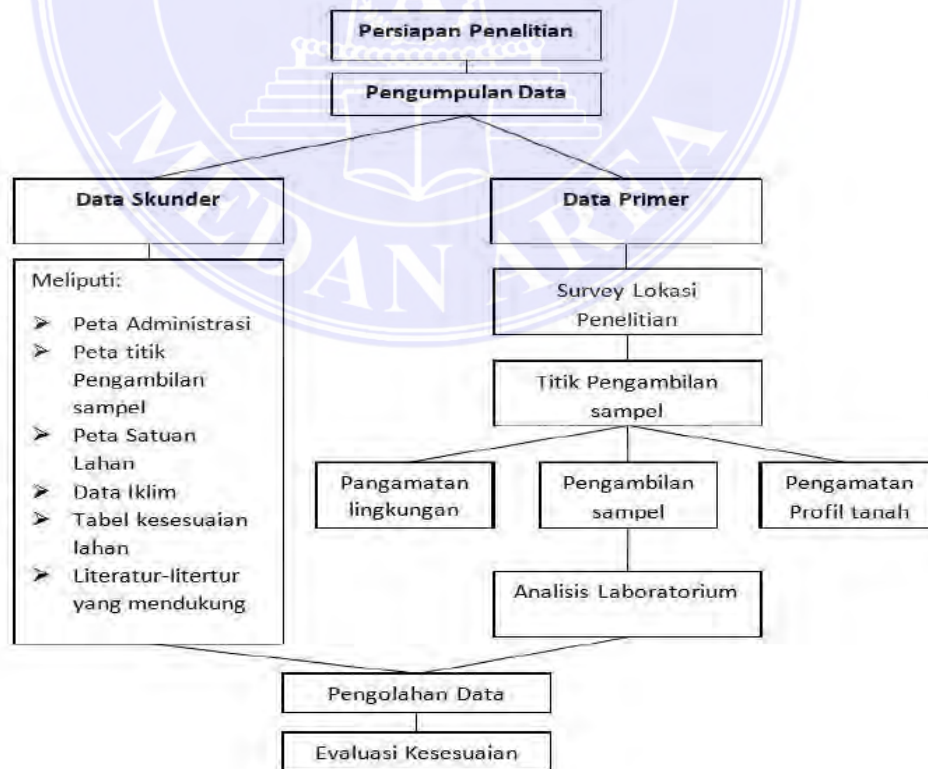 Persiapan Penelitian
Pengumpulan Data
Data Skunder
Data Primer
Meliputi:
➤ Peta Administrasi
➤ Peta titik
Pengambilan
sampel
➤ Peta Satuan
Lahan
➤ Data Iklim
➤ Tabel kesesuaian
lahan
➤ Literatur-litertur
yang mendukung
Survey Lokasi
Penelitian
Titik Pengambilan
sampel
Pangamatan
lingkungan
Pengambilan
sampel
Pengamatan
Profil tanah
Analisis Laboratorium
Pengolahan Data
Evaluasi Kesesuaian
MEDAN AREA